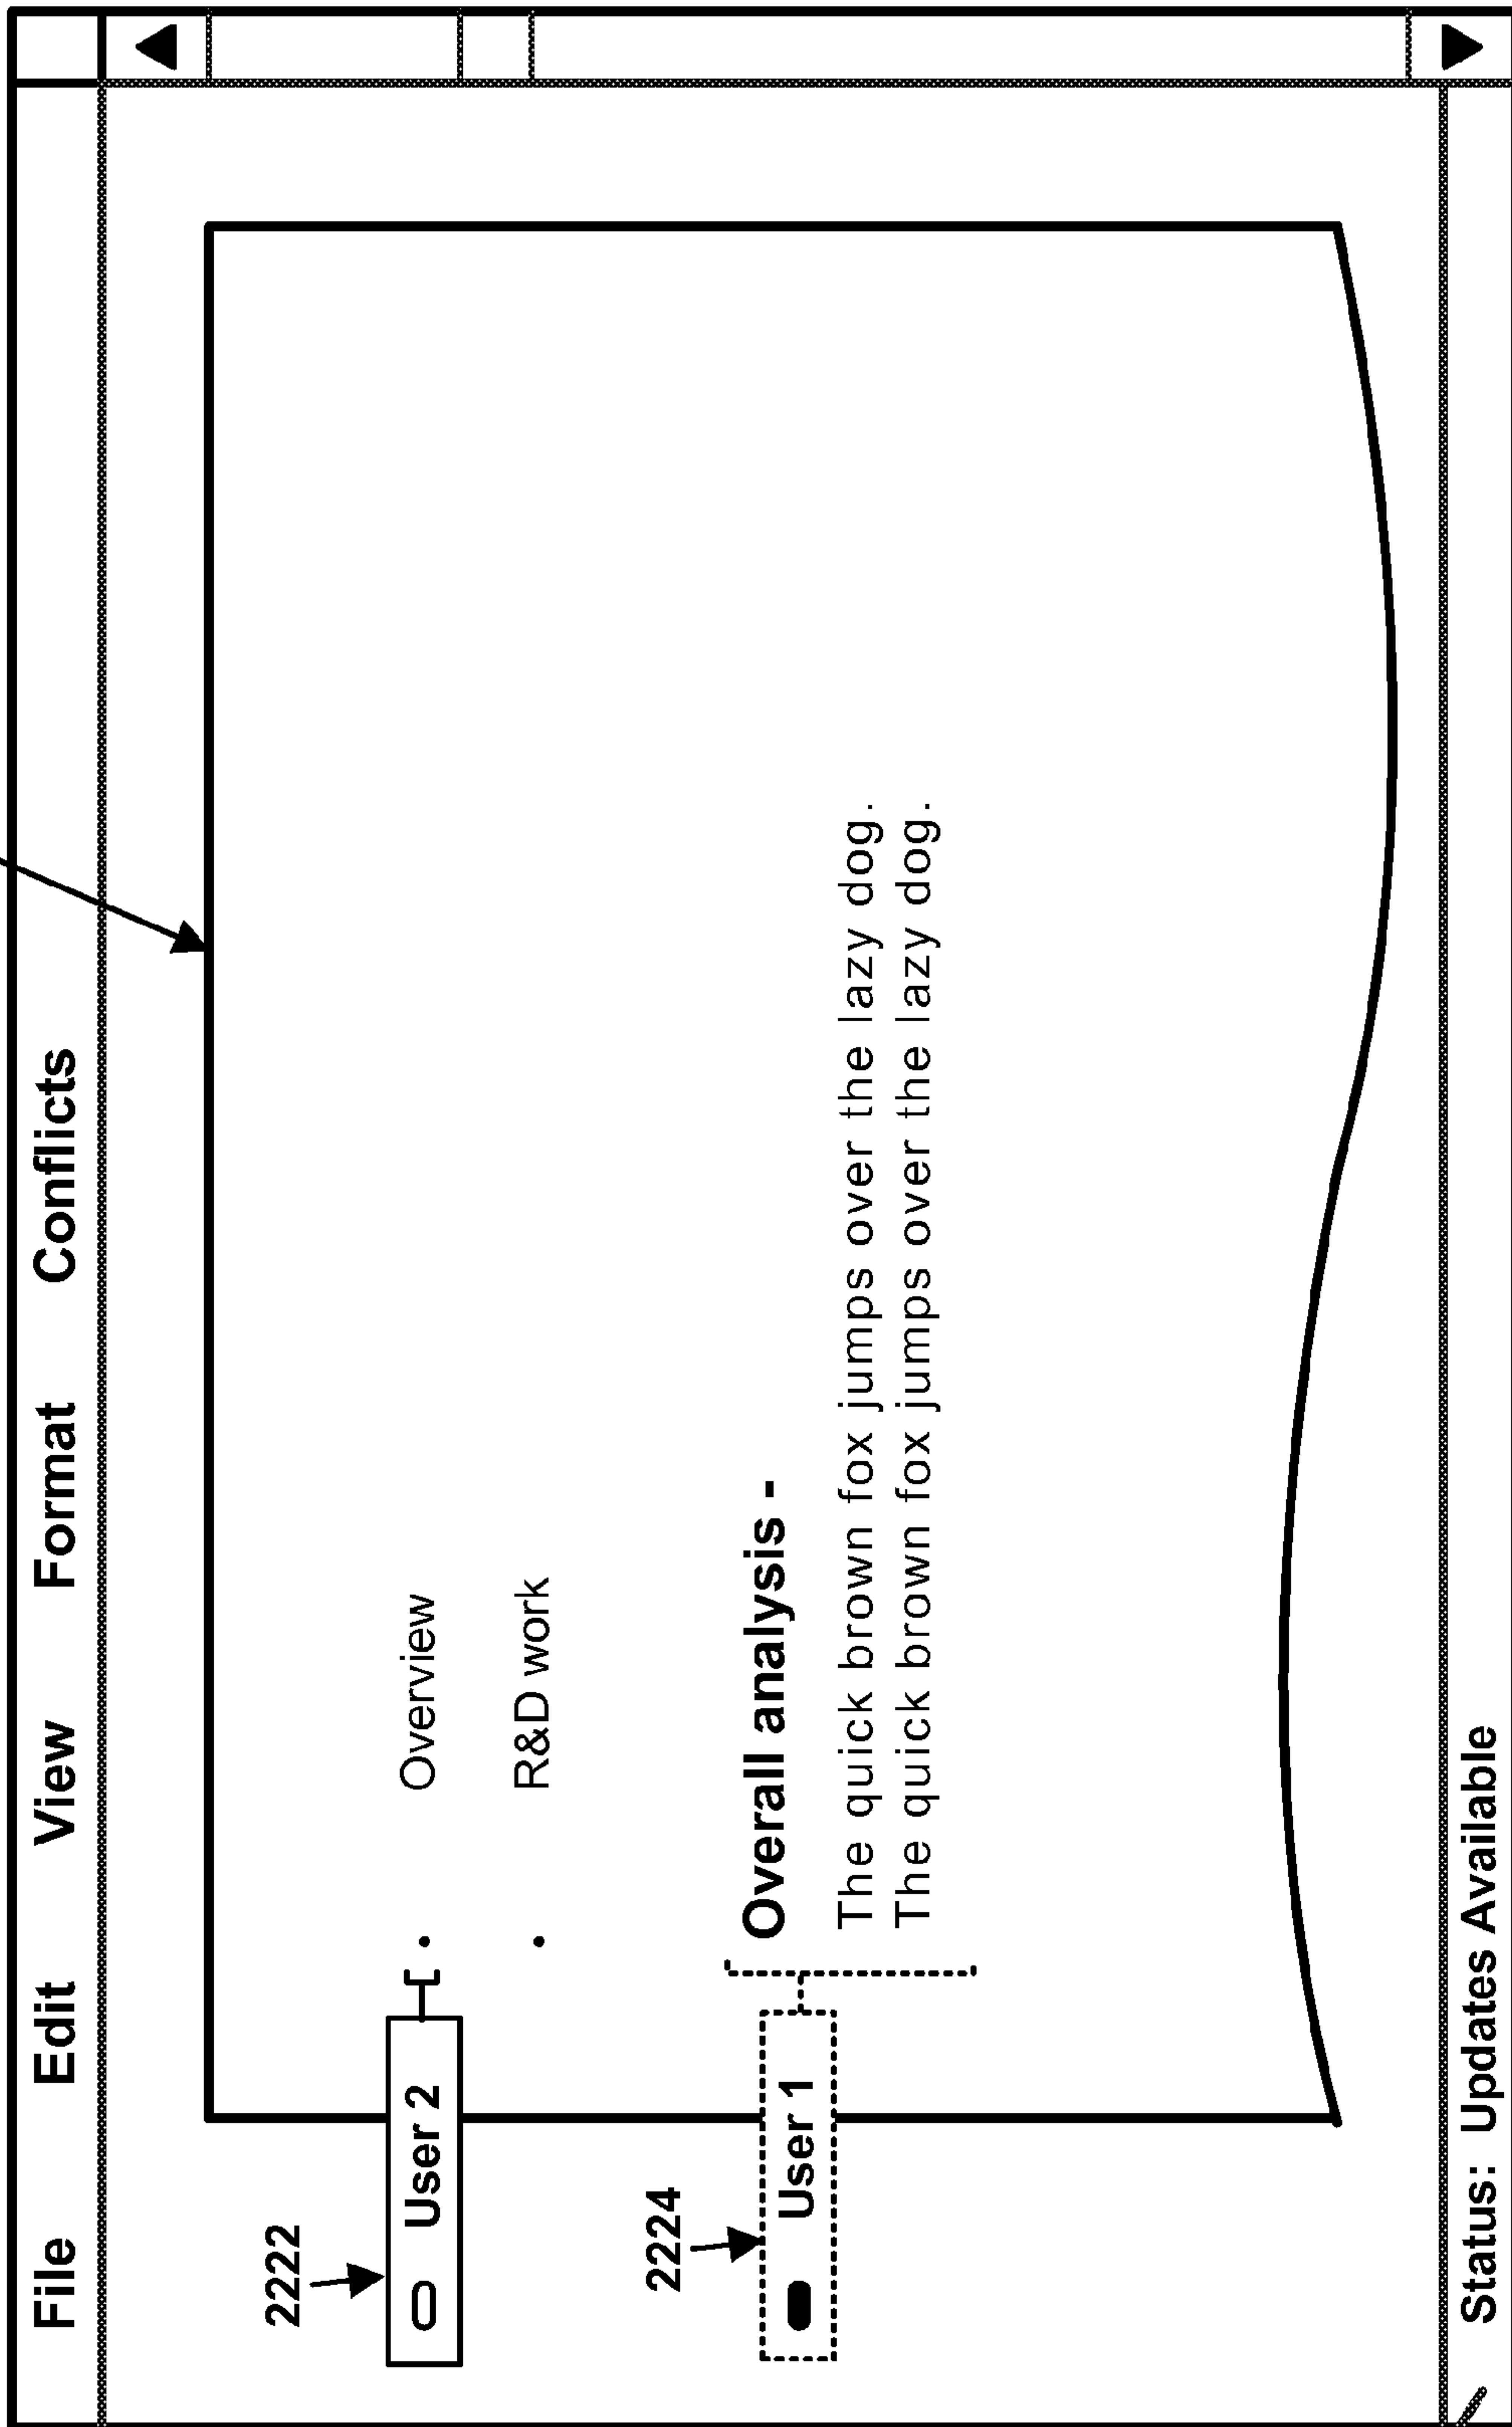 File Edit View Format Conflicts
2222
User 2 • Overview
• R&D work
2224
User 1
Overall analysis -
The quick brown fox jumps over the lazy dog.
The quick brown fox jumps over the lazy dog.
Status: Updates Available